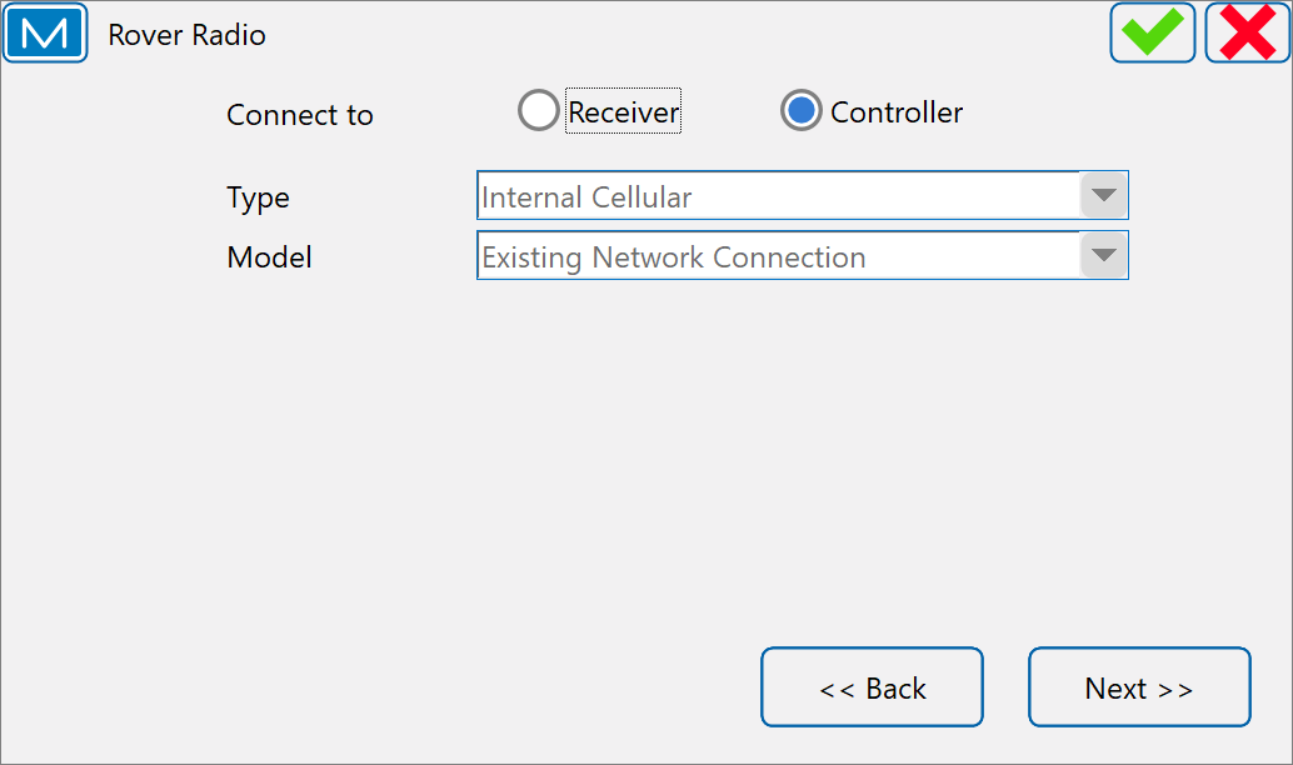 Rover Radio
Connect to Receiver Controller
Type Internal Cellular
Model Existing Network Connection
<< Back Next >>